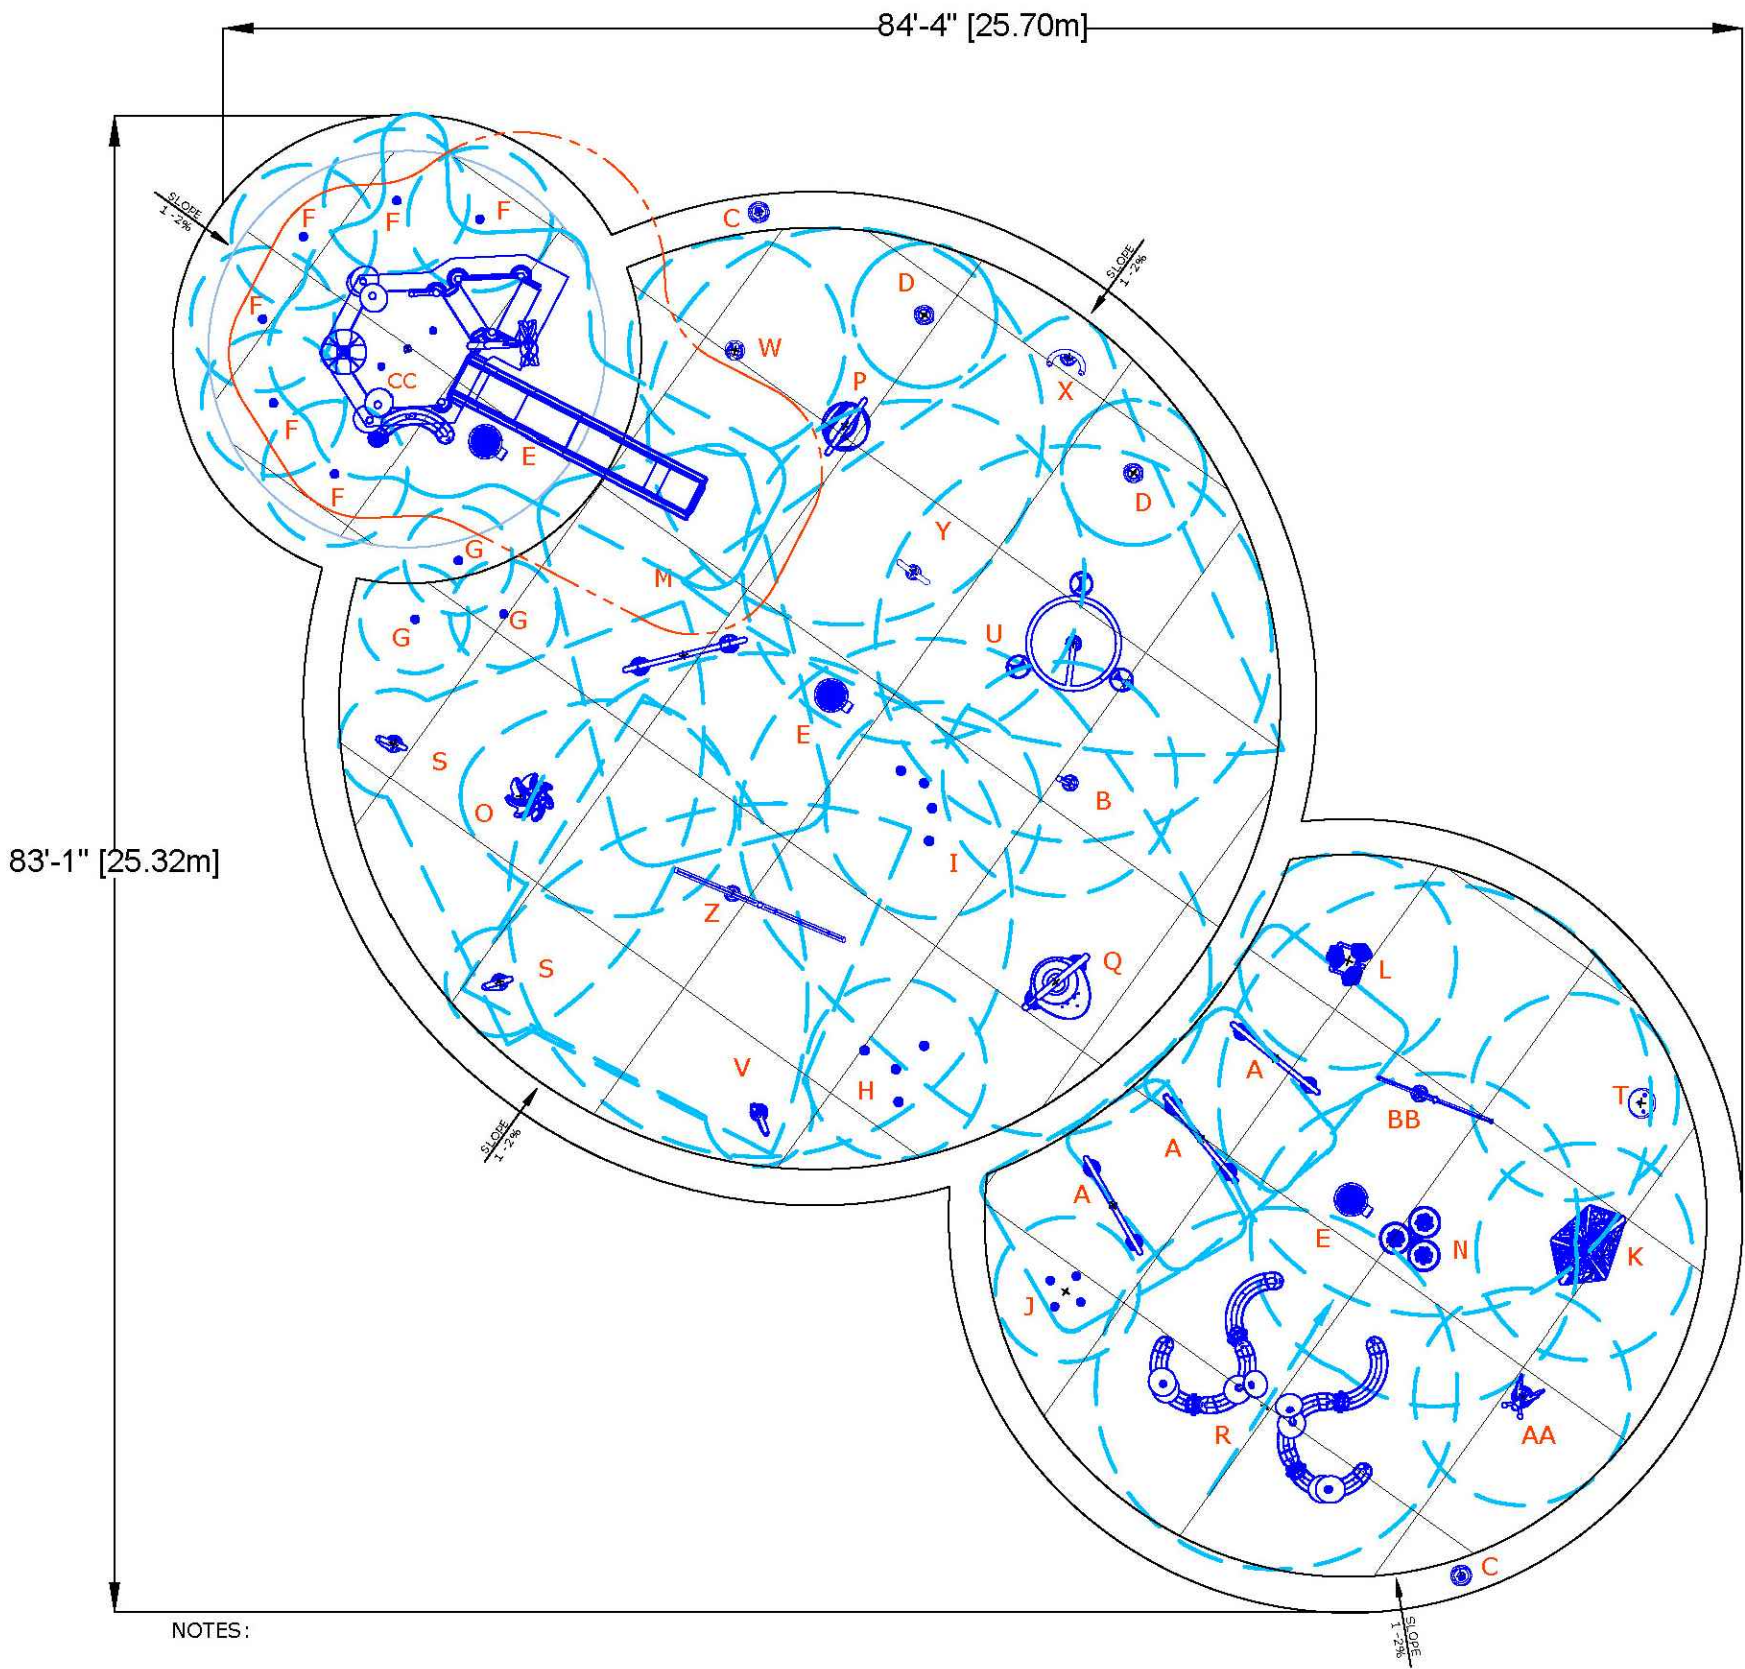 84'-4" [25.70m]
SLOPE
1 -2%
F
F
F
C
SLOPE
1 -2%
D
F
W
P
X
CC
F
E
D
F
Y
G
M
G
G
U
E
S
B
O
I
83'-1" [25.32m]
Z
S
Q
L
V
H
A
T
BB
A
SLOPE
1 -2%
A
E
N
K
J
R
AA
C
NOTES:
SLOPE
1 -2%